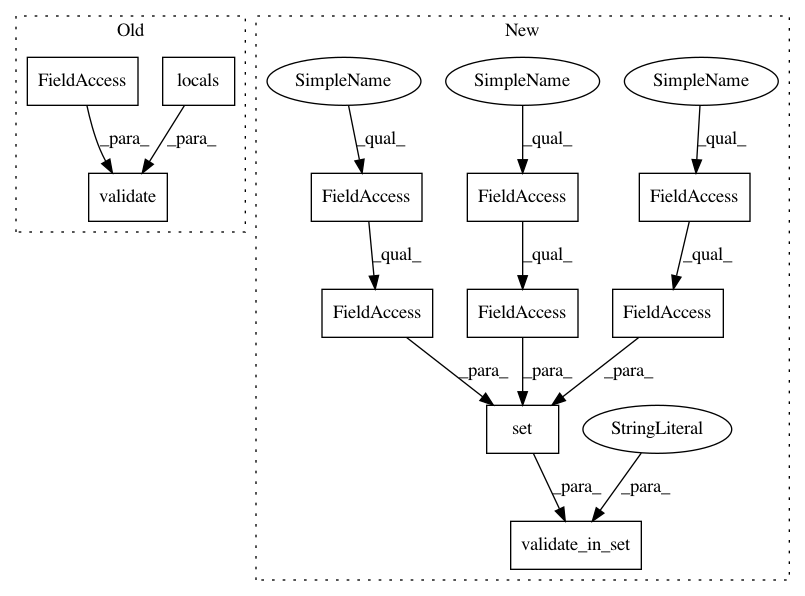 Old
New
FieldAccess
locals
SimpleName
SimpleName
SimpleName
_para_
_para_
_qual_
_qual_
_qual_
validate
FieldAccess
FieldAccess
FieldAccess
_qual_
_qual_
_qual_
FieldAccess
FieldAccess
FieldAccess
_para_
_para_
_para_
set
StringLiteral
_para_
_para_
validate_in_set